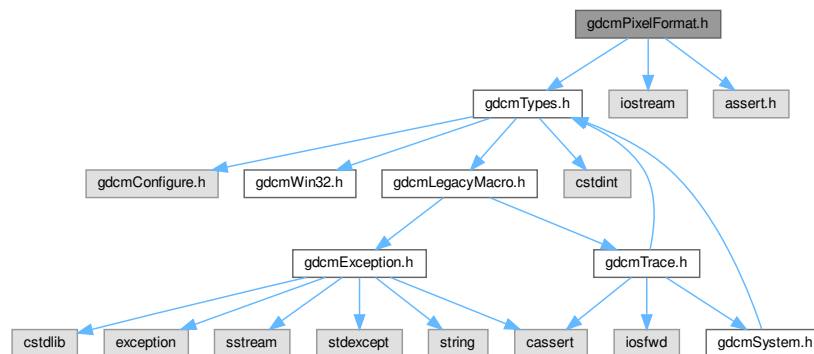 gdcmPixelFormat.h
gdcmTypes.h
iostream
assert.h
gdcmConfigure.h
gdcmWin32.h
gdcmLegacyMacro.h
cstdint
gdcmException.h
gdcmTrace.h
cstdlib
exception
sstream
stdexcept
string
cassert
iosfwd
gdcmSystem.h